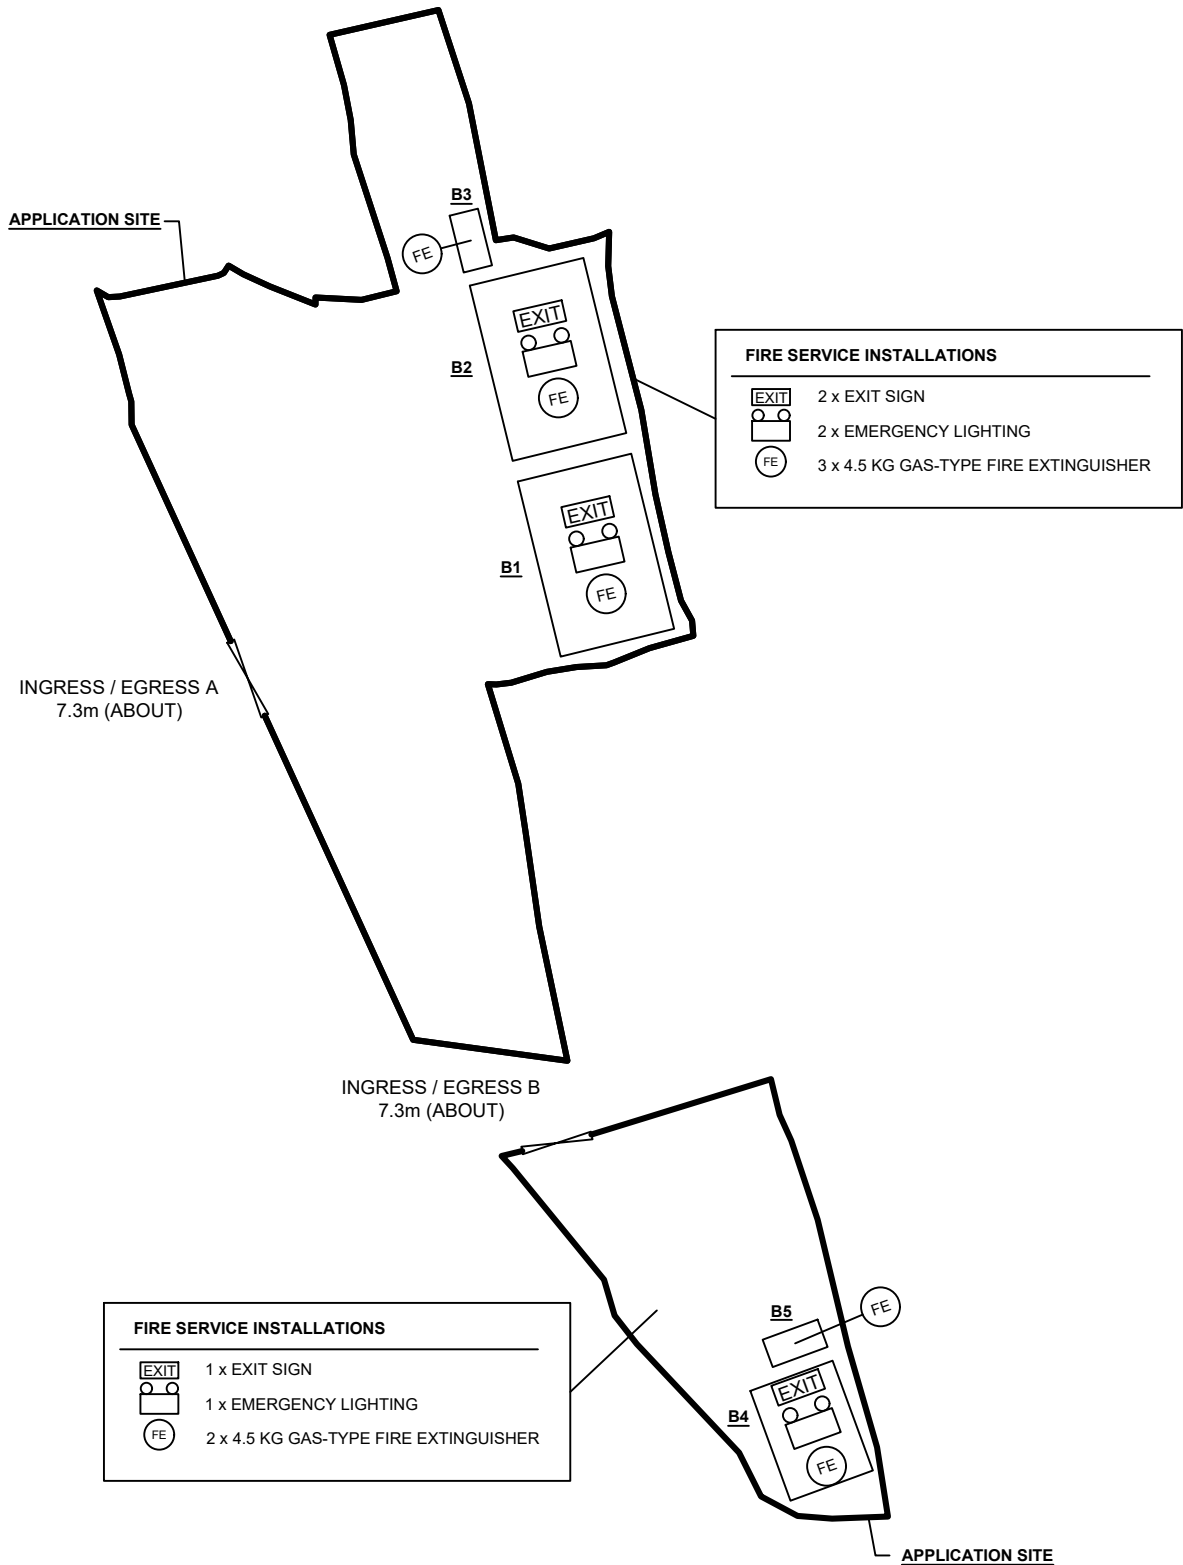 B3
APPLICATION SITE
FE
EXIT
B2
FE
FIRE SERVICE INSTALLATIONS
EXIT 2 x EXIT SIGN
2 x EMERGENCY LIGHTING
FE 3 x 4.5 KG GAS-TYPE FIRE EXTINGUISHER
EXIT
B1
FE
INGRESS / EGRESS A
7.3m (ABOUT)
INGRESS / EGRESS B
7.3m (ABOUT)
B5
FE
FIRE SERVICE INSTALLATIONS
EXIT 1 x EXIT SIGN
1 x EMERGENCY LIGHTING
FE 2 x 4.5 KG GAS-TYPE FIRE EXTINGUISHER
EXIT
B4
FE
APPLICATION SITE